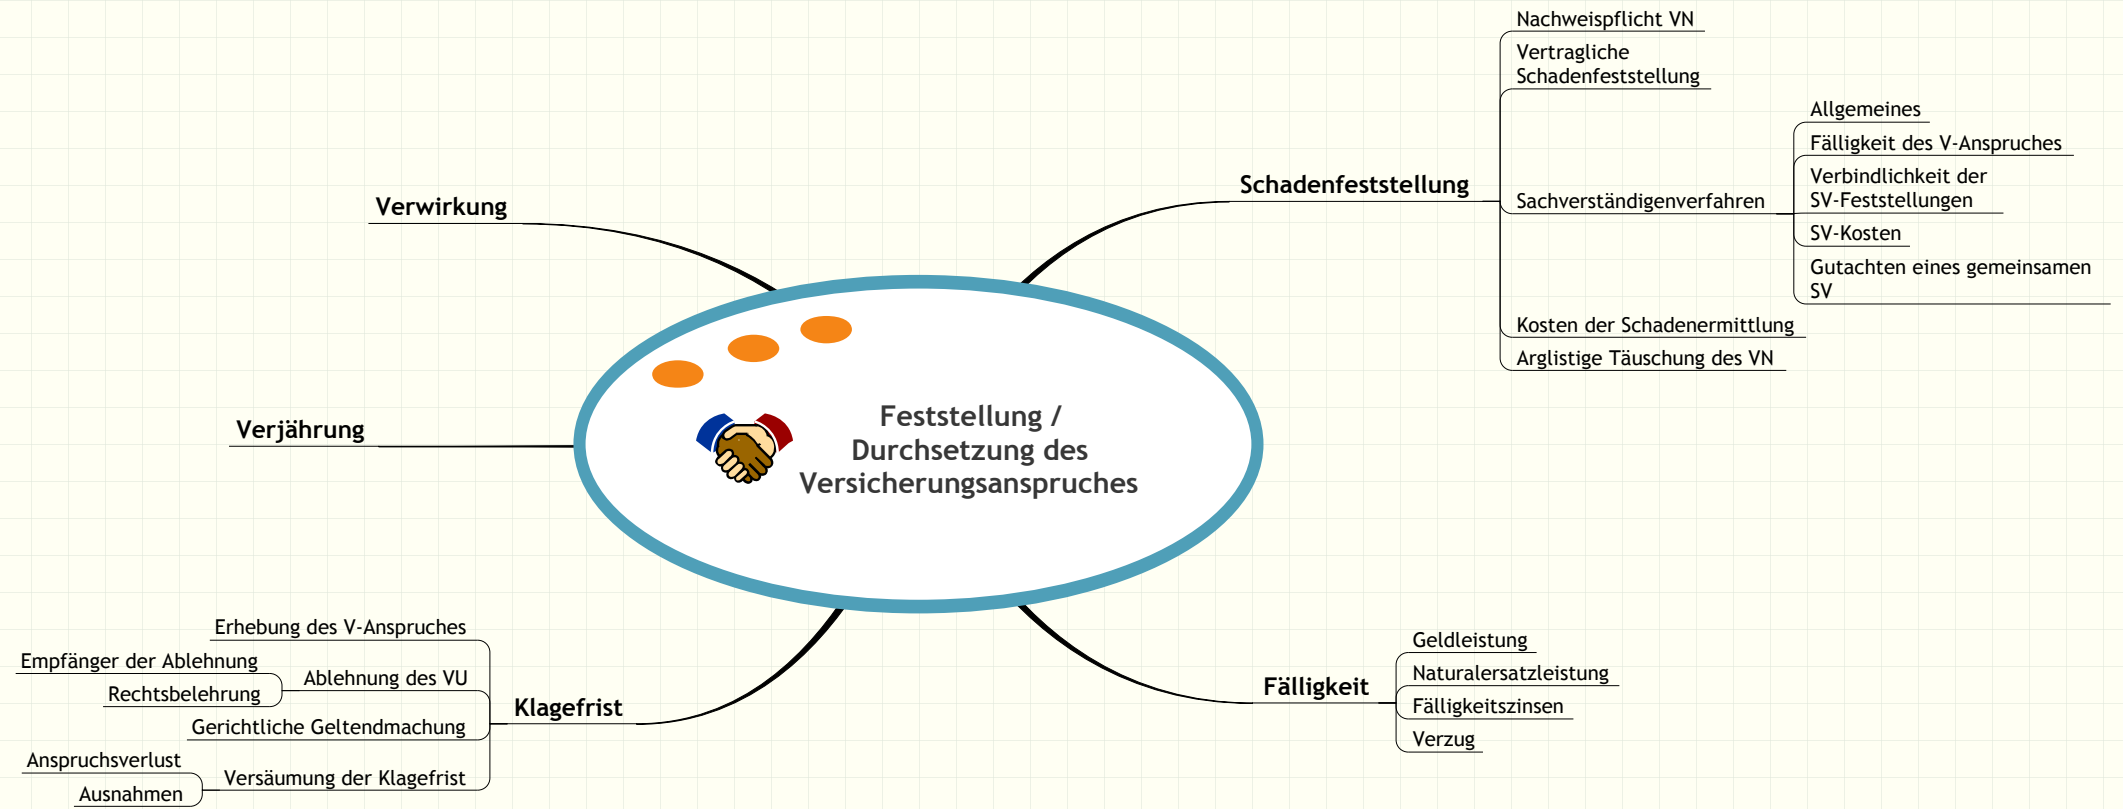 Feststellung /
Durchsetzung des
Versicherungsanspruches
Schadenfeststellung
Nachweispflicht VN
Vertragliche
Schadenfeststellung
Sachverständigenverfahren
Allgemeines
Fälligkeit des V-Anspruches
Verbindlichkeit der
SV-Feststellungen
SV-Kosten
Gutachten eines gemeinsamen
SV
Kosten der Schadenermittlung
Arglistige Täuschung des VN
Fälligkeit
Geldleistung
Naturalersatzleistung
Fälligkeitszinsen
Verzug
Klagefrist
Erhebung des V-Anspruches
Ablehnung des VU
Empfänger der Ablehnung
Rechtsbelehrung
Gerichtliche Geltendmachung
Versäumung der Klagefrist
Anspruchsverlust
Ausnahmen
Verjährung
Verwirkung